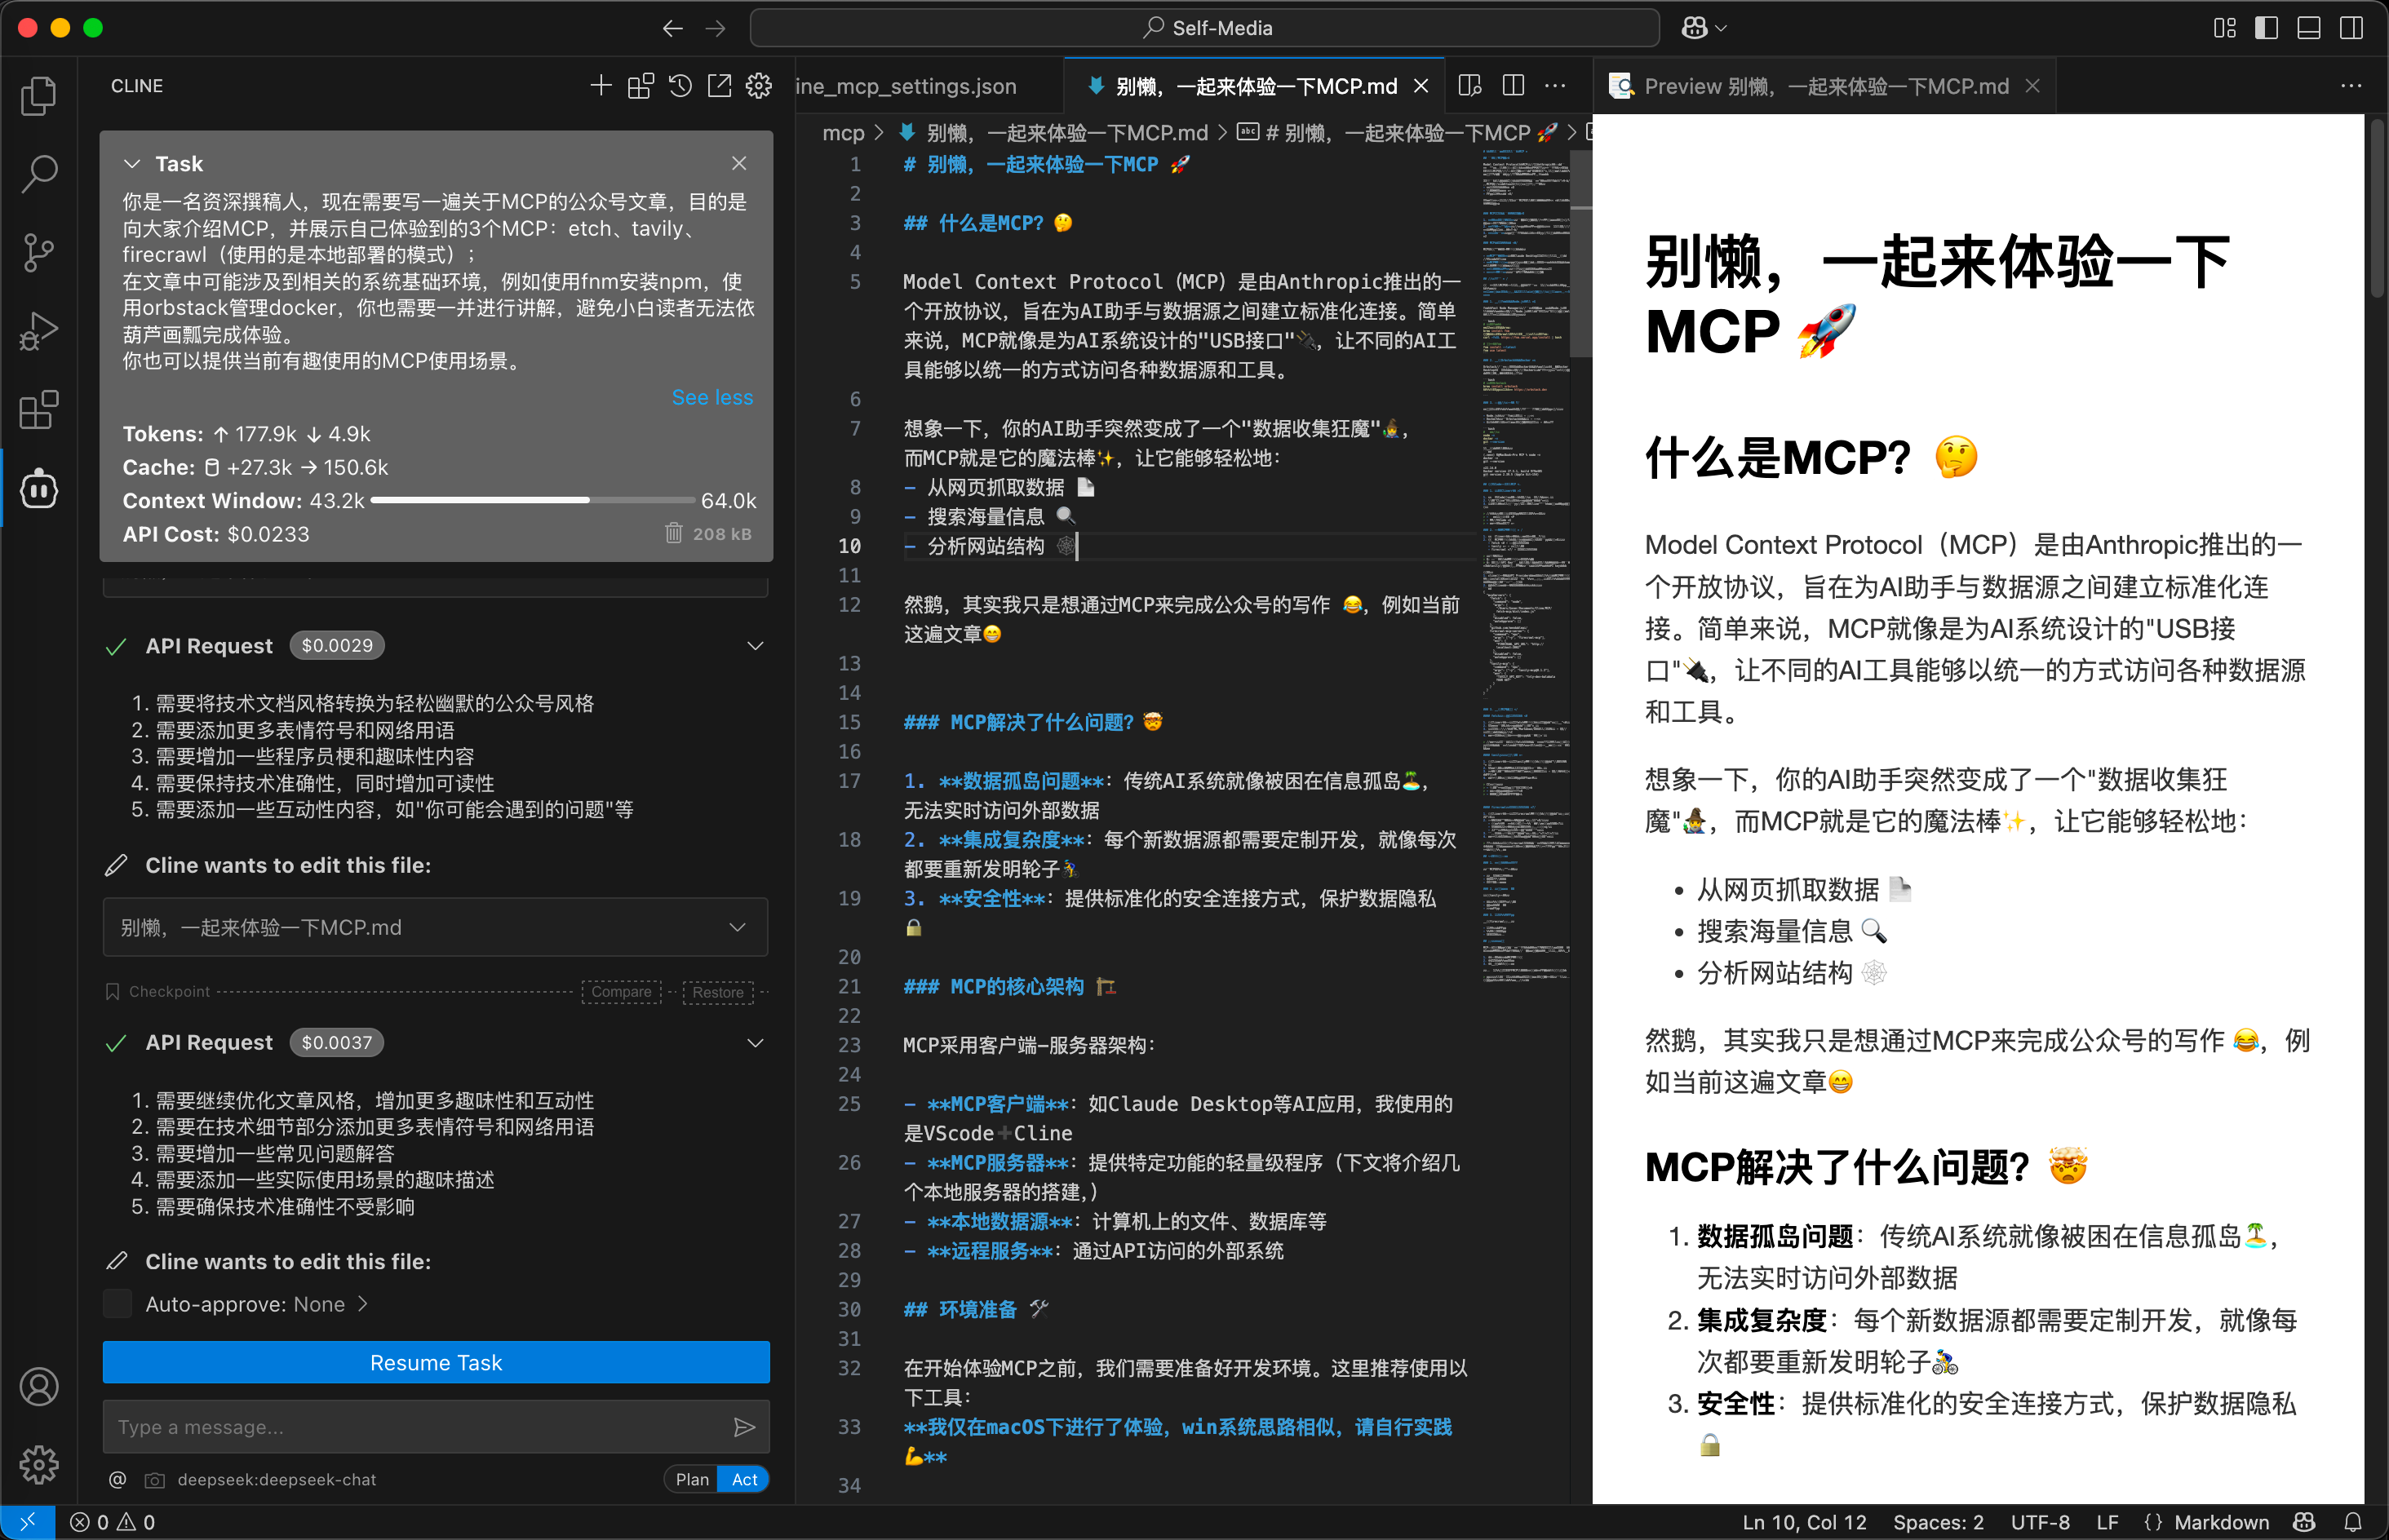 Self-Media
CLINE
Task
你是一名资深撰稿人，现在需要写一遍关于MCP的公众号文章，目的是
向大家介绍MCP，并展示自己体验到的3个MCP：etch、tavily、
firecrawl（使用的是本地部署的模式）；
在文章中可能涉及到相关的系统基础环境，例如使用fnm安装npm，使
用orbstack管理docker，你也需要一并进行讲解，避免小白读者无法依
葫芦画瓢完成体验。
你也可以提供当前有趣使用的MCP使用场景。
See less
Tokens: ↑ 177.9k ↓ 4.9k
Cache: +27.3k → 150.6k
Context Window: 43.2k 64.0k
API Cost: $0.0233 208 kB
API Request $0.0029
1. 需要将技术文档风格转换为轻松幽默的公众号风格
2. 需要添加更多表情符号和网络用语
3. 需要增加一些程序员梗和趣味性内容
4. 需要保持技术准确性，同时增加可读性
5. 需要添加一些互动性内容，如"你可能会遇到的问题"等
Cline wants to edit this file:
别懒，一起来体验一下MCP.md
Checkpoint Compare Restore
API Request $0.0037
1. 需要继续优化文章风格，增加更多趣味性和互动性
2. 需要在技术细节部分添加更多表情符号和网络用语
3. 需要增加一些常见问题解答
4. 需要添加一些实际使用场景的趣味描述
5. 需要确保技术准确性不受影响
Cline wants to edit this file:
Auto-approve: None
Resume Task
Type a message...
@ deepseek:deepseek-chat Plan Act
ine_mcp_settings.json 别懒，一起来体验一下MCP.md
mcp > 别懒，一起来体验一下MCP.md > # 别懒，一起来体验一下MCP 🚀 >
1 # 别懒，一起来体验一下MCP 🚀
2
3 ## 什么是MCP? 🤔
4
5 Model Context Protocol（MCP）是由Anthropic推出的一
个开放协议，旨在为AI助手与数据源之间建立标准化连接。简单
来说，MCP就像是为AI系统设计的"USB接口"🔌，让不同的AI工
具能够以统一的方式访问各种数据源和工具。
6
7 想象一下，你的AI助手突然变成了一个"数据收集狂魔"🧙，
而MCP就是它的魔法棒✨，让它能够轻松地：
8 - 从网页抓取数据 📄
9 - 搜索海量信息 🔍
10 - 分析网站结构 🕸️
11
12 然鹅，其实我只是想通过MCP来完成公众号的写作 😂，例如当前
这遍文章😁
13
14
15 ### MCP解决了什么问题? 🤯
16
17 1. **数据孤岛问题**：传统AI系统就像被困在信息孤岛🏝️，
无法实时访问外部数据
18 2. **集成复杂度**：每个新数据源都需要定制开发，就像每次
都要重新发明轮子🚴
19 3. **安全性**：提供标准化的安全连接方式，保护数据隐私
🔒
20
21 ### MCP的核心架构 🏗️
22
23 MCP采用客户端-服务器架构：
24
25 - **MCP客户端**：如Claude Desktop等AI应用，我使用的
是VScode➕Cline
26 - **MCP服务器**：提供特定功能的轻量级程序（下文将介绍几
个本地服务器的搭建,）
27 - **本地数据源**：计算机上的文件、数据库等
28 - **远程服务**：通过API访问的外部系统
29
30 ## 环境准备 🛠️
31
32 在开始体验MCP之前，我们需要准备好开发环境。这里推荐使用以
下工具：
33 **我仅在macOS下进行了体验，win系统思路相似，请自行实践
💪**
34
Preview 别懒，一起来体验一下MCP.md
别懒，一起来体验一下
MCP 🚀
什么是MCP? 🤔
Model Context Protocol（MCP）是由Anthropic推出的一
个开放协议，旨在为AI助手与数据源之间建立标准化连
接。简单来说，MCP就像是为AI系统设计的"USB接
口"🔌，让不同的AI工具能够以统一的方式访问各种数据源
和工具。
想象一下，你的AI助手突然变成了一个"数据收集狂
魔"🧙，而MCP就是它的魔法棒✨，让它能够轻松地：
• 从网页抓取数据 📄
• 搜索海量信息 🔍
• 分析网站结构 🕸️
然鹅，其实我只是想通过MCP来完成公众号的写作 😂，例
如当前这遍文章😁
MCP解决了什么问题? 🤯
1. 数据孤岛问题：传统AI系统就像被困在信息孤岛🏝️，
无法实时访问外部数据
2. 集成复杂度：每个新数据源都需要定制开发，就像每
次都要重新发明轮子🚴
3. 安全性：提供标准化的安全连接方式，保护数据隐私
🔒
0 0 Ln 10, Col 12 Spaces: 2 UTF-8 LF {} Markdown